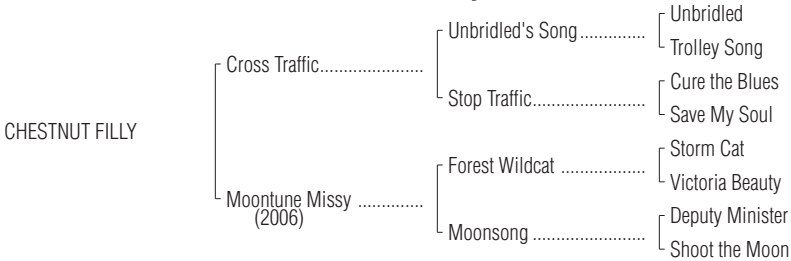 Unbridled
Unbridled's Song..............
Trolley Song
Cross Traffic......................
Cure the Blues
Stop Traffic........................
Save My Soul
CHESTNUT FILLY
Storm Cat
Forest Wildcat ..................
Victoria Beauty
Moontune Missy ..............
(2006)
Deputy Minister
Moonsong ........................
Shoot the Moon